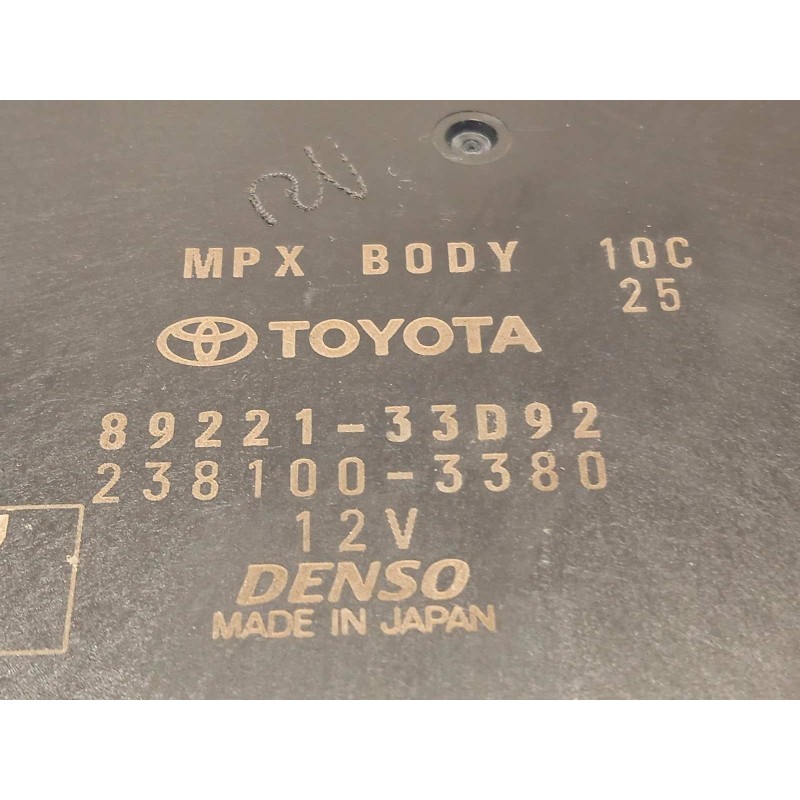 MPX BODY 10C
25
TOYOTA
89221-33D92
238100-3380
12V
DENSO
MADE IN JAPAN